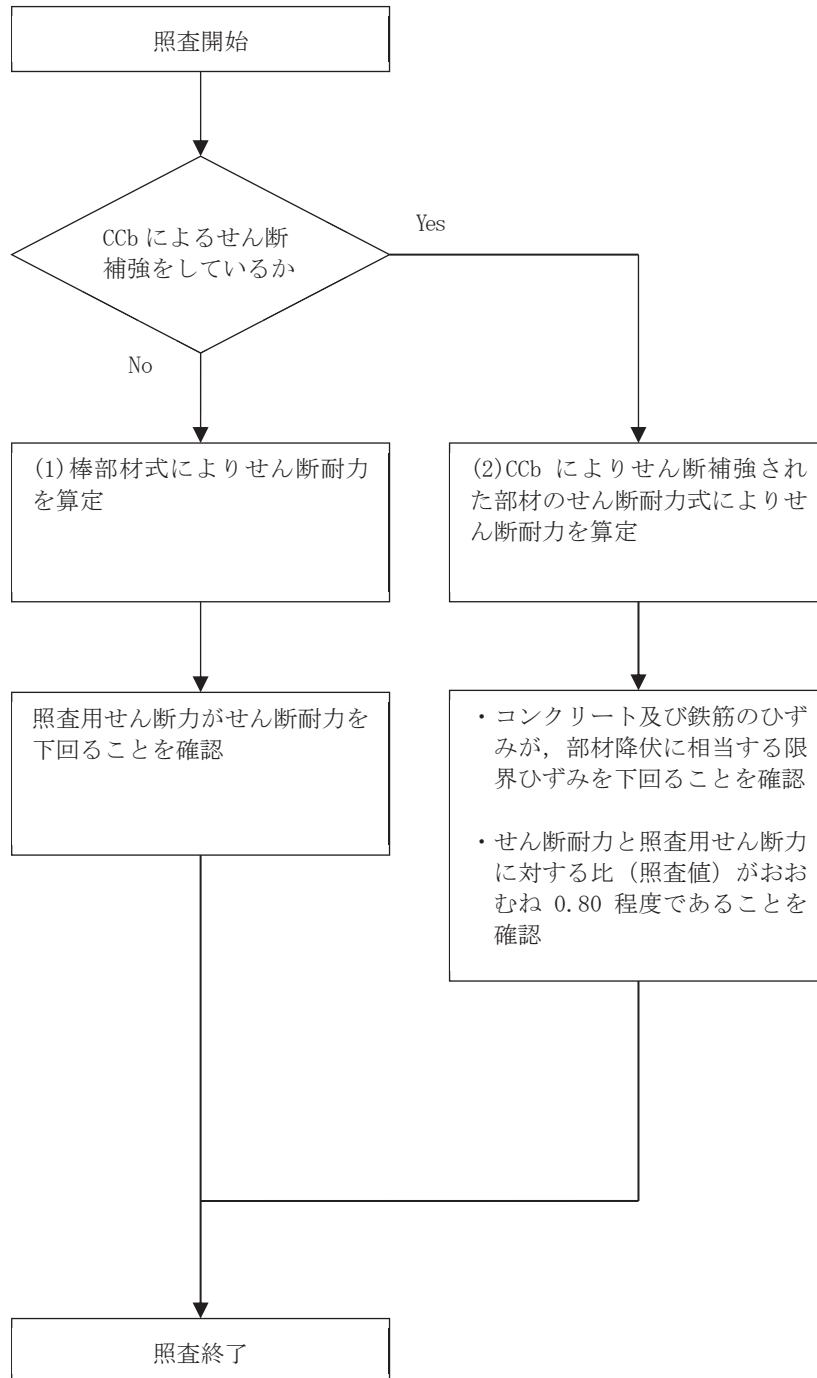 照査開始
CCb によるせん断
補強をしているか
Yes
No
(1)棒部材式によりせん断耐力
を算定
(2)CCb によりせん断補強され
た部材のせん断耐力式によりせ
ん断耐力を算定
照査用せん断力がせん断耐力を
下回ることを確認
・コンクリート及び鉄筋のひず
みが，部材降伏に相当する限
界ひずみを下回ることを確認
・せん断耐力と照査用せん断力
に対する比（照査値）がおお
むね 0.80 程度であることを
確認
照査終了